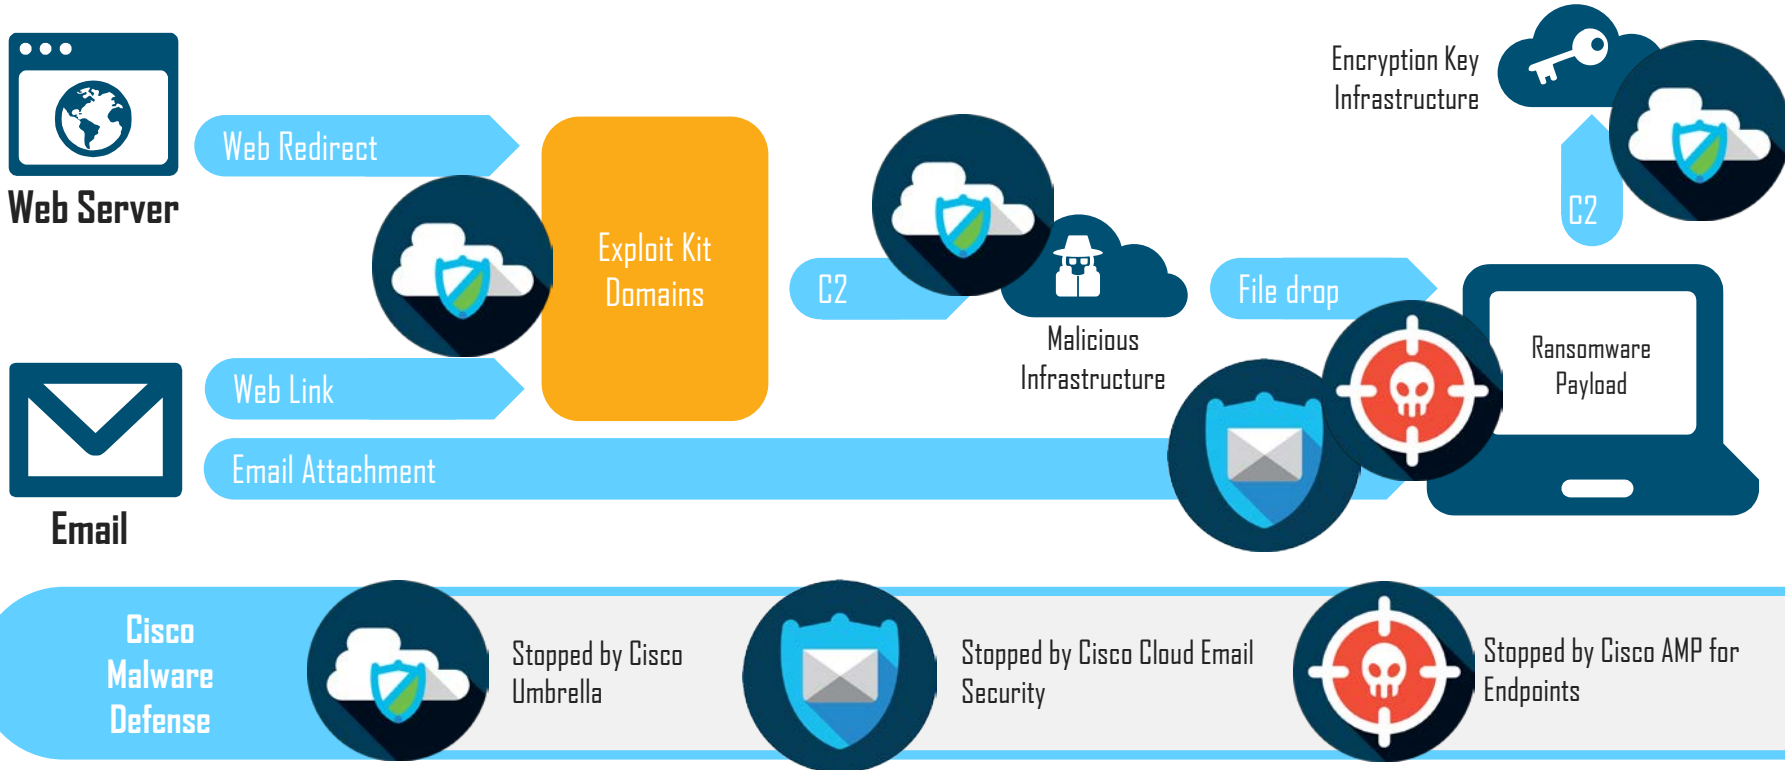 Encryption Key
Infrastructure
Web Redirect
Web Server
C2
Exploit Kit
Domains
C2
File drop
Malicious
Infrastructure
Ransomware
Payload
Web Link
Email Attachment
Email
Cisco
Malware
Defense
Stopped by Cisco
Umbrella
Stopped by Cisco Cloud Email
Security
Stopped by Cisco AMP for
Endpoints